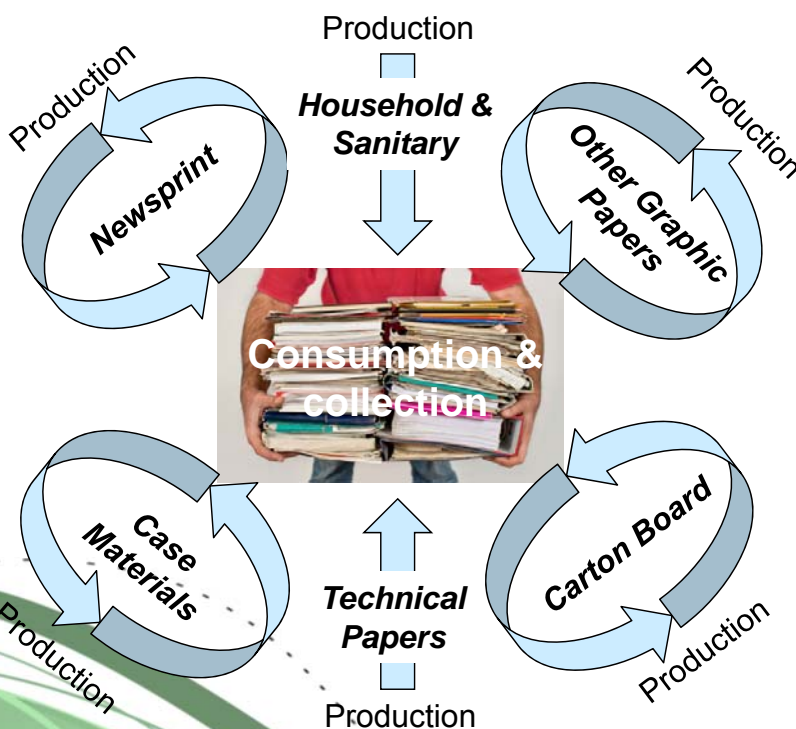 Production
Household &
Sanitary
Production
Newsprint
Production
Other Graphic
Papers
Consumption &
collection
Case
Materials
Production
Technical
Papers
Production
Carton Board
Production